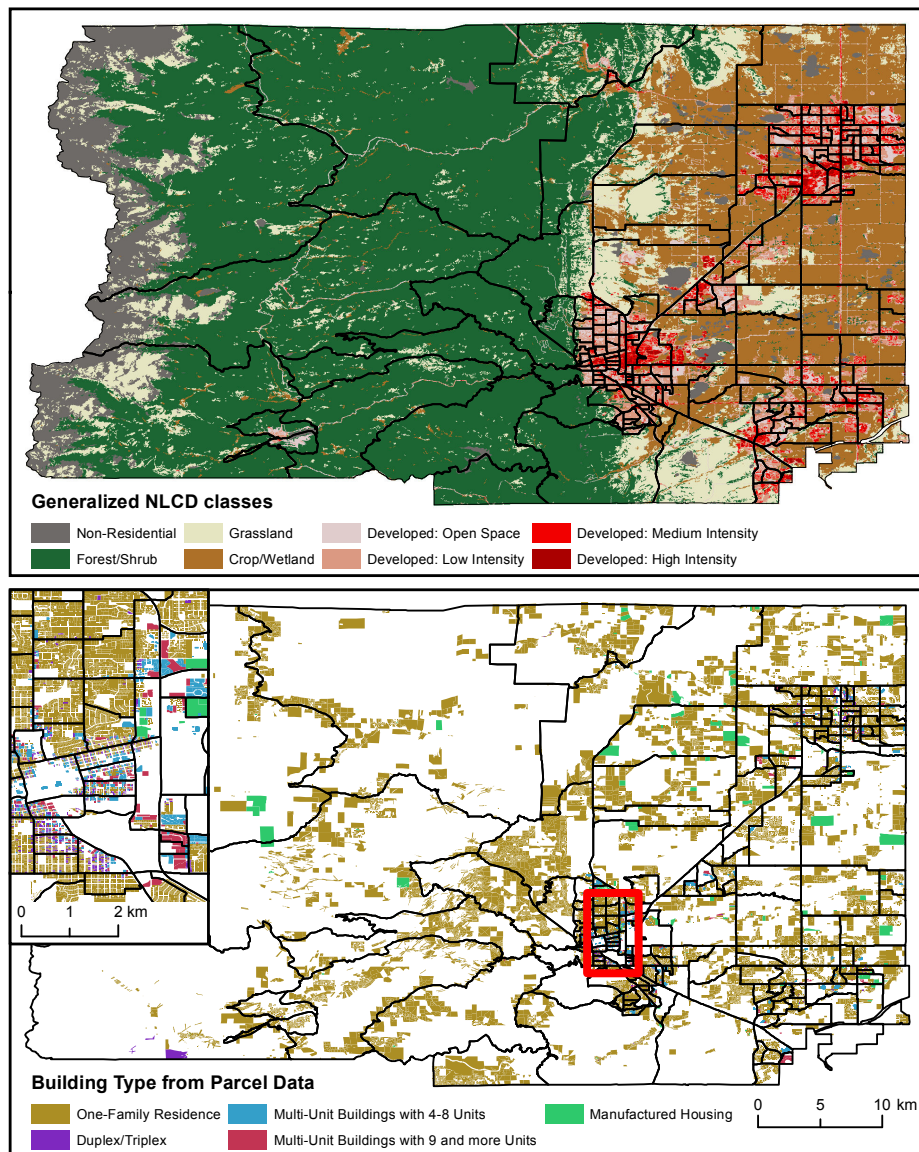 Generalized NLCD classes
Non-Residential Grassland Developed: Open Space Developed: Medium Intensity
Forest/Shrub Crop/Wetland Developed: Low Intensity Developed: High Intensity
0 1 2 km
Building Type from Parcel Data
One-Family Residence Multi-Unit Buildings with 4-8 Units Manufactured Housing
Duplex/Triplex Multi-Unit Buildings with 9 and more Units
0 5 10 km